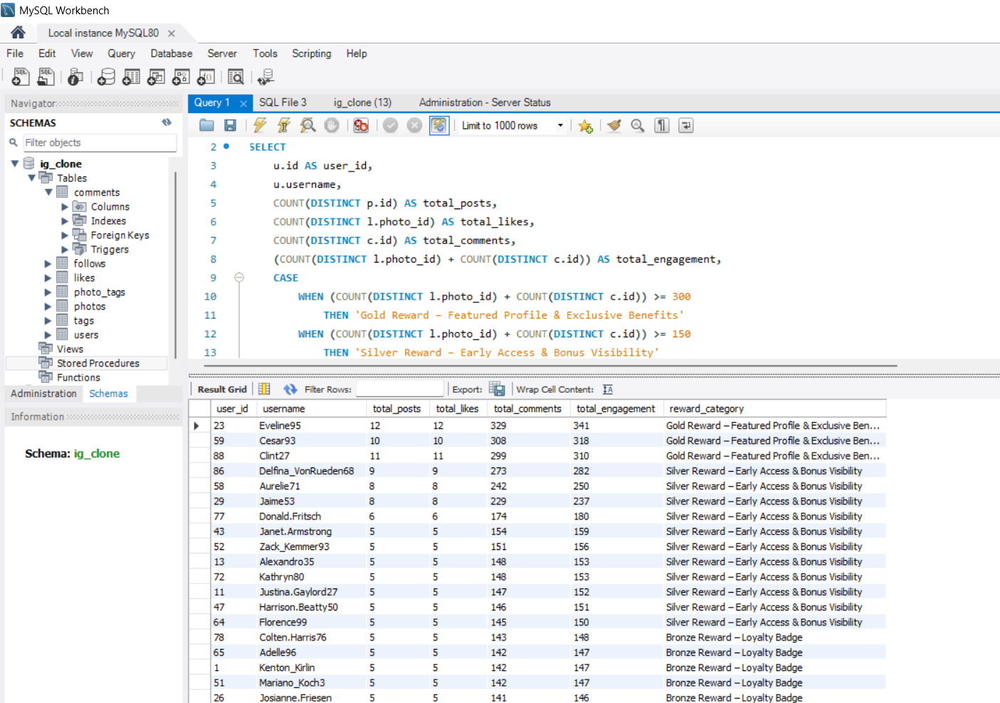 MySQL Workbench
Local instance MySQL80
File Edit View Query Database Server Tools Scripting Help
Navigator
SCHEMAS
Filter objects
ig_clone
Tables
comments
Columns
Indexes
Foreign Keys
Triggers
follows
likes
photo_tags
photos
tags
users
Views
Stored Procedures
Functions
Administration Schemas
Information
Schema: ig_clone
Query 1 SQL File 3 ig_clone (13) Administration - Server Status
Limit to 1000 rows
2 SELECT
3 u.id AS user_id,
4 u.username,
5 COUNT(DISTINCT p.id) AS total_posts,
6 COUNT(DISTINCT l.photo_id) AS total_likes,
7 COUNT(DISTINCT c.id) AS total_comments,
8 (COUNT(DISTINCT l.photo_id) + COUNT(DISTINCT c.id)) AS total_engagement,
9 CASE
10 WHEN (COUNT(DISTINCT l.photo_id) + COUNT(DISTINCT c.id)) >= 300
11 THEN 'Gold Reward – Featured Profile & Exclusive Benefits'
12 WHEN (COUNT(DISTINCT l.photo_id) + COUNT(DISTINCT c.id)) >= 150
13 THEN 'Silver Reward – Early Access & Bonus Visibility'
Result Grid Filter Rows: Export: Wrap Cell Content:
user_id username total_posts total_likes total_comments total_engagement reward_category
23 Eveline95 12 12 329 341 Gold Reward – Featured Profile & Exclusive Ben...
59 Cesar93 10 10 308 318 Gold Reward – Featured Profile & Exclusive Ben...
88 Clint27 11 11 299 310 Gold Reward – Featured Profile & Exclusive Ben...
86 Delfina_VonRueden68 9 9 273 282 Silver Reward – Early Access & Bonus Visibility
58 Aurelie71 8 8 242 250 Silver Reward – Early Access & Bonus Visibility
29 Jaime53 8 8 229 237 Silver Reward – Early Access & Bonus Visibility
77 Donald.Fritsch 6 6 174 180 Silver Reward – Early Access & Bonus Visibility
43 Janet.Armstrong 5 5 154 159 Silver Reward – Early Access & Bonus Visibility
52 Zack_Kemmer93 5 5 151 156 Silver Reward – Early Access & Bonus Visibility
13 Alexandro35 5 5 148 153 Silver Reward – Early Access & Bonus Visibility
72 Kathryn80 5 5 148 153 Silver Reward – Early Access & Bonus Visibility
11 Justina.Gaylord27 5 5 147 152 Silver Reward – Early Access & Bonus Visibility
47 Harrison.Beatty50 5 5 146 151 Silver Reward – Early Access & Bonus Visibility
64 Florence99 5 5 145 150 Silver Reward – Early Access & Bonus Visibility
78 Colten.Harris76 5 5 143 148 Bronze Reward – Loyalty Badge
65 Adelle96 5 5 142 147 Bronze Reward – Loyalty Badge
1 Kenton_Kirlin 5 5 142 147 Bronze Reward – Loyalty Badge
51 Mariano_Koch3 5 5 142 147 Bronze Reward – Loyalty Badge
26 Josianne.Friesen 5 5 141 146 Bronze Reward – Loyalty Badge